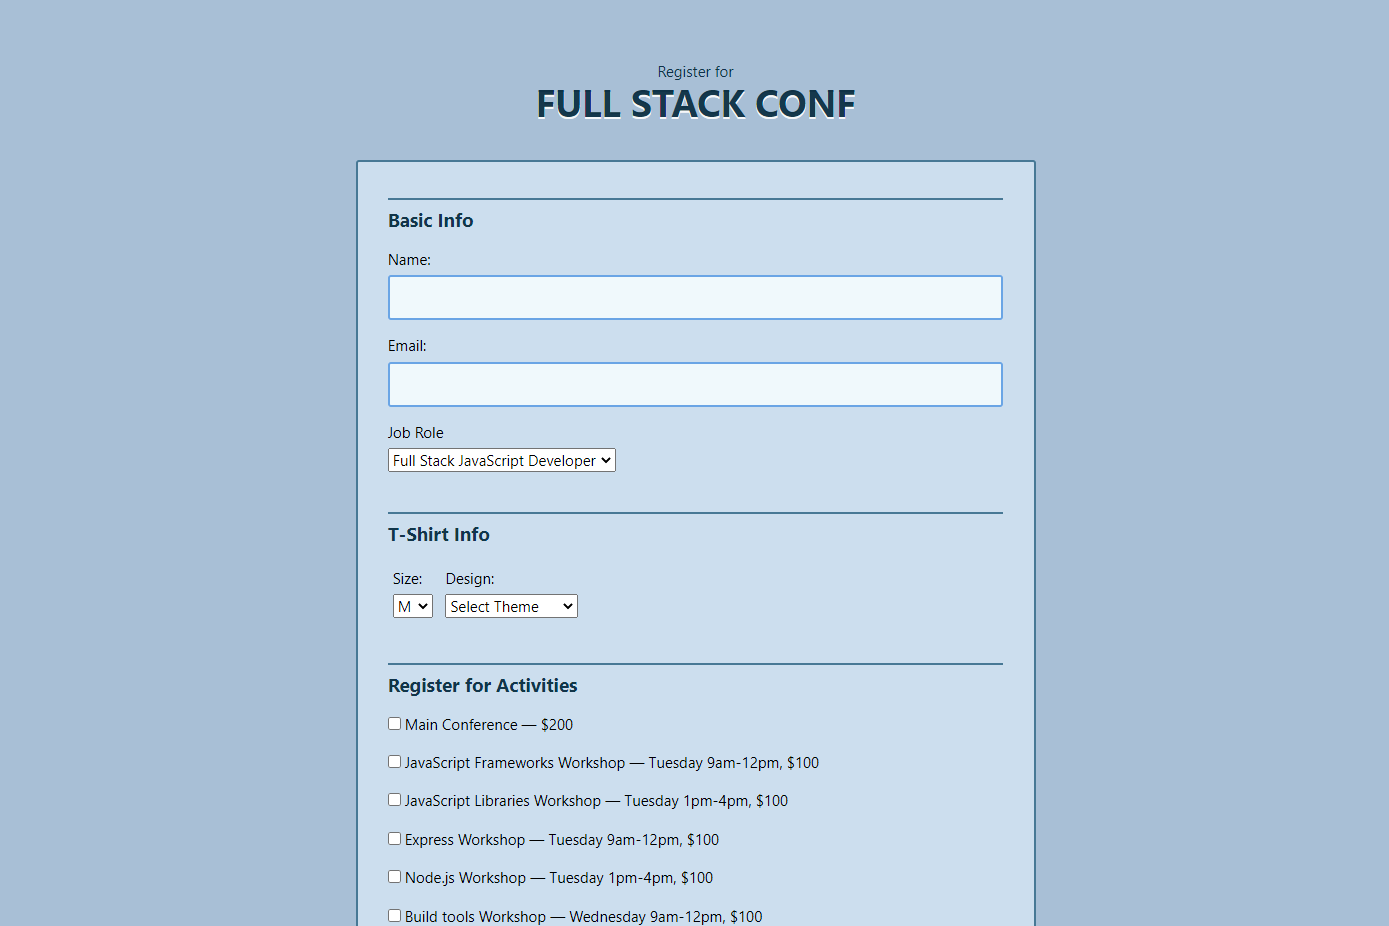 Register for
FULL STACK CONF
Basic Info
Name:
Email:
Job Role
Full Stack JavaScript Developer
T-Shirt Info
Size: Design:
M Select Theme
Register for Activities
Main Conference — $200
JavaScript Frameworks Workshop — Tuesday 9am-12pm, $100
JavaScript Libraries Workshop — Tuesday 1pm-4pm, $100
Express Workshop — Tuesday 9am-12pm, $100
Node.js Workshop — Tuesday 1pm-4pm, $100
Build tools Workshop — Wednesday 9am-12pm, $100